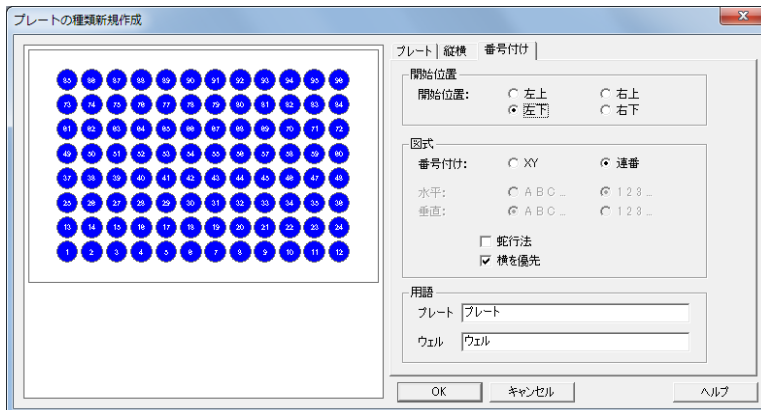 プレートの種類新規作成
プレート 縦横 番号付け
85 86 87 88 89 90 91 92 93 94 95 96
73 74 75 76 77 78 79 80 81 82 83 84
61 62 63 64 65 66 67 68 69 70 71 72
49 50 51 52 53 54 55 56 57 58 59 60
37 38 39 40 41 42 43 44 45 46 47 48
25 26 27 28 29 30 31 32 33 34 35 36
13 14 15 16 17 18 19 20 21 22 23 24
1 2 3 4 5 6 7 8 9 10 11 12
開始位置
開始位置: 左上 右上
左下 右下
図式
番号付け: XY 連番
水平: A B C ... 1 2 3 ...
垂直: A B C ... 1 2 3 ...
蛇行法
横を優先
用語
プレート プレート
ウェル ウェル
OK キャンセル ヘルプ